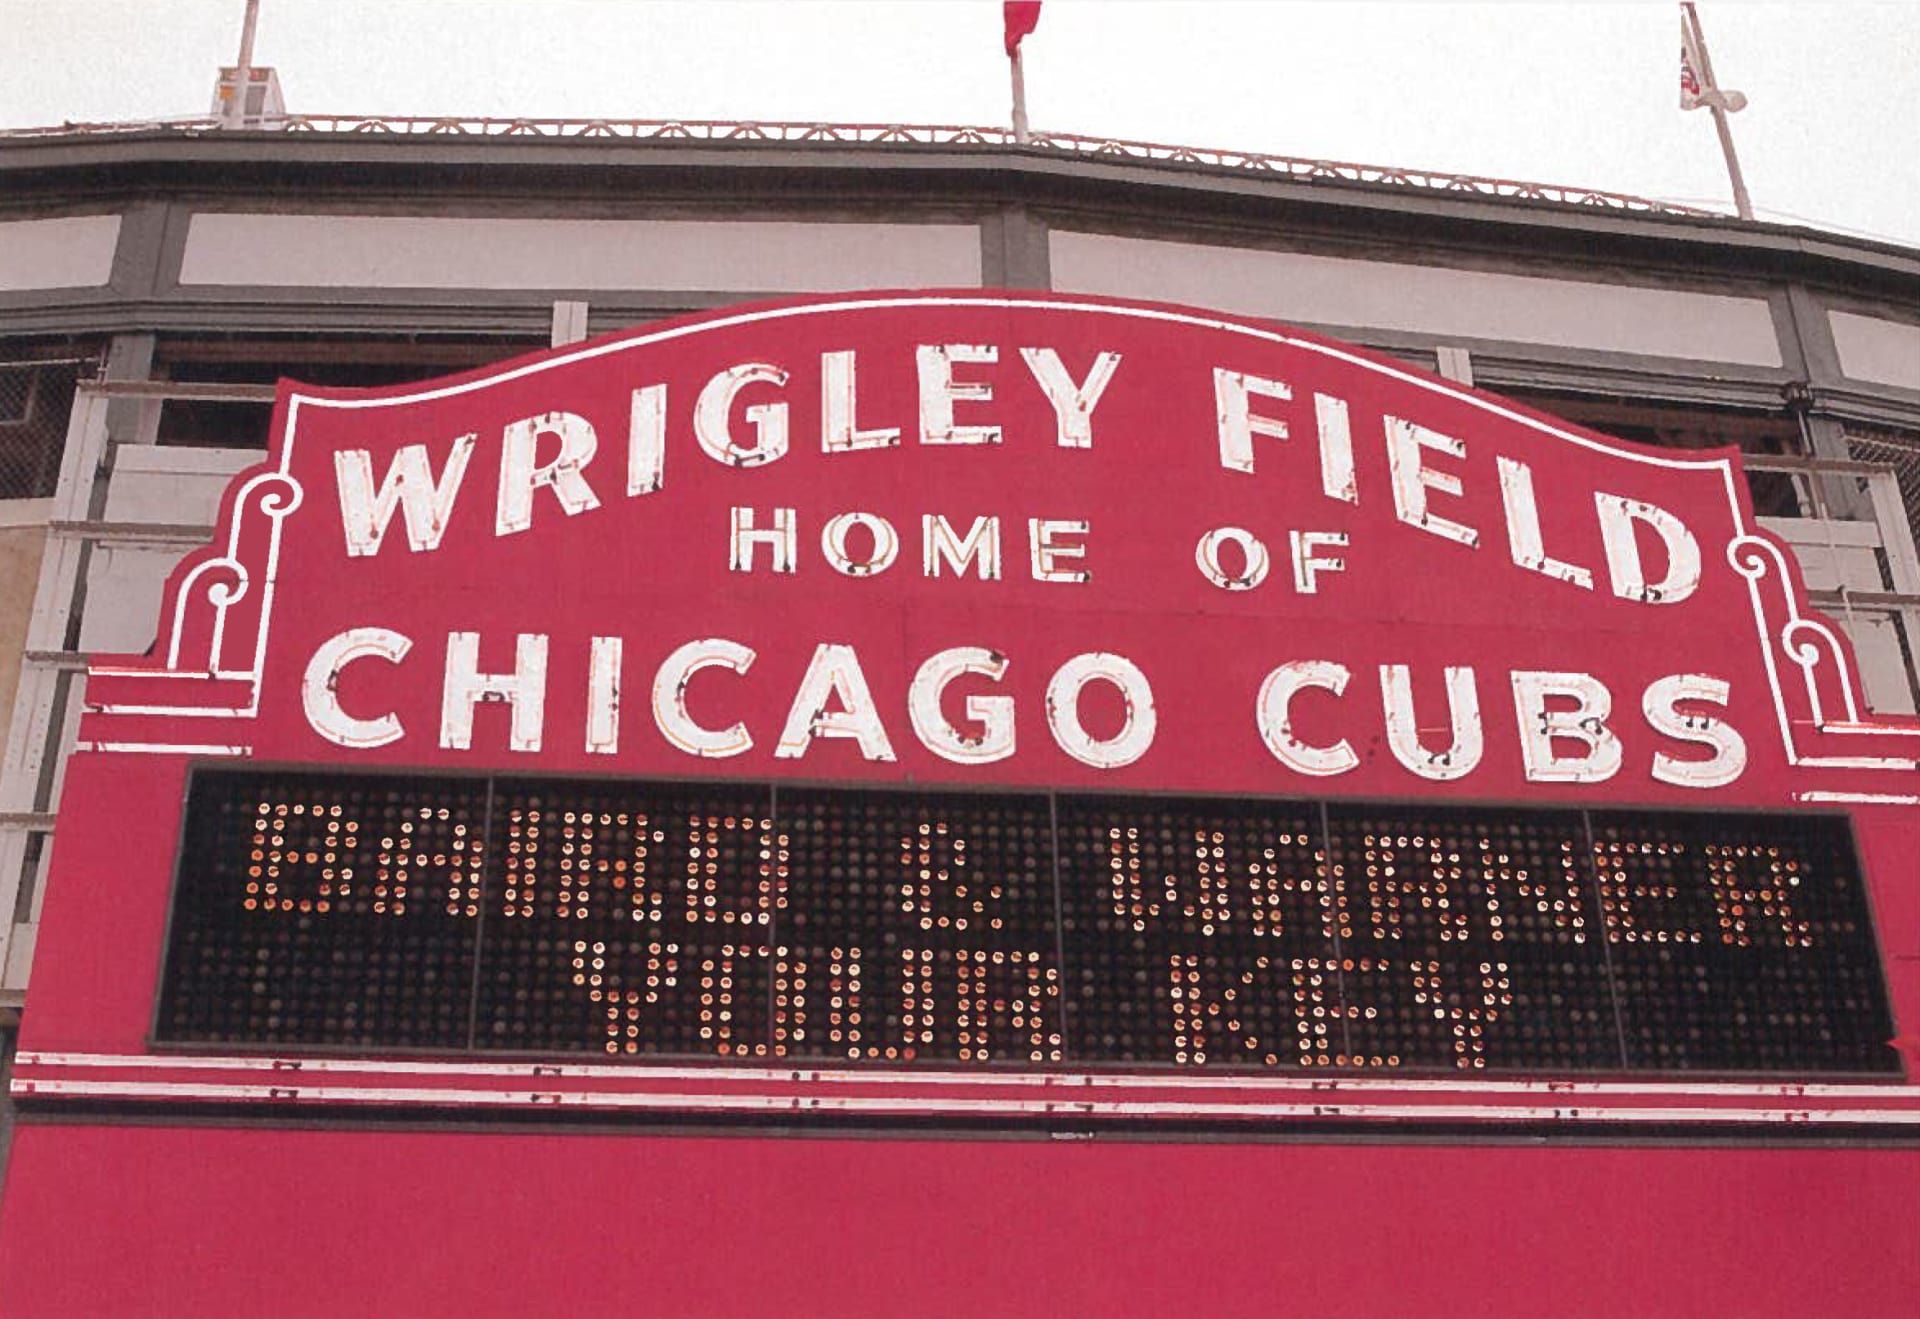 WRIGLEY FIELD
HOME OF
CHICAGO CUBS
BAIRD & WARNER
YOUR KEY